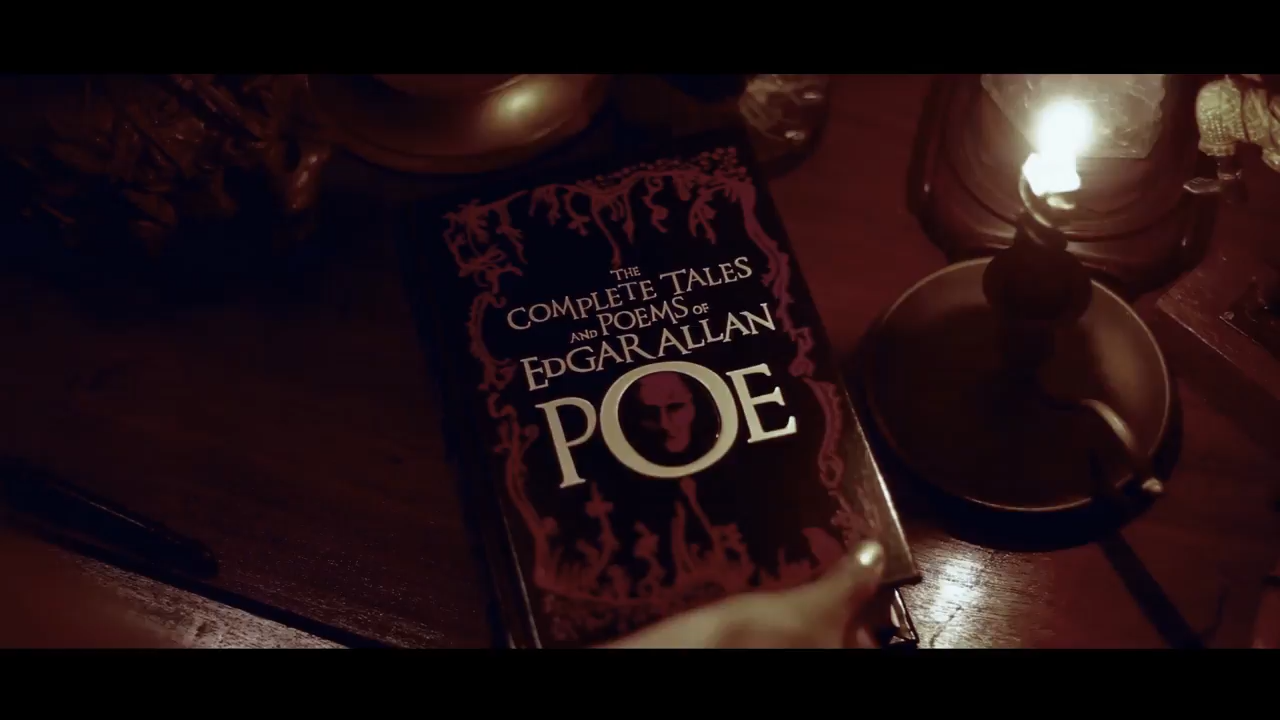 THE
COMPLETE TALES
AND POEMS OF
EDGAR ALLAN
POE